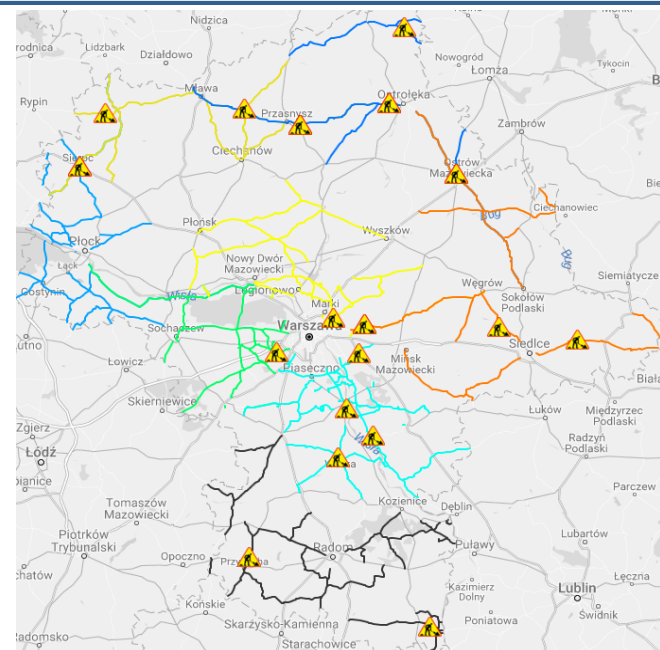 Nidzica
Lidzbark
Działdowo
Nowogród
Łomża
Tykocin
Rypin
Mława
Przasnysz
Ostrołęka
Zambrów
Ciechanów
Sierpc
Ostrów
Mazowiecka
Ciechanowiec
Bug
Płońsk
Wyszków
Płock
Łąck
Nowy Dwór
Mazowiecki
Legionowo
Wisła
Węgrów
Bug
Siemiatycze
Gostynin
Marki
Sokołów
Podlaski
Sochaczew
Warszawa
Siedlce
Kutno
Łowicz
Piaseczno
Mińsk
Mazowiecki
Skierniewice
Łuków
Międzyrzec
Podlaski
Zgierz
Łódź
Wisła
Radzyń
Podlaski
Warka
Parczew
Tomaszów
Mazowiecki
Kozienice
Dęblin
Piotrków
Trybunalski
Opoczno
Przysucha
Radom
Puławy
Lubartów
Łęczna
Kazimierz
Dolny
Lublin
Końskie
Poniatowa
Świdnik
Radomsko
Skarżysko-Kamienna
Starachowice